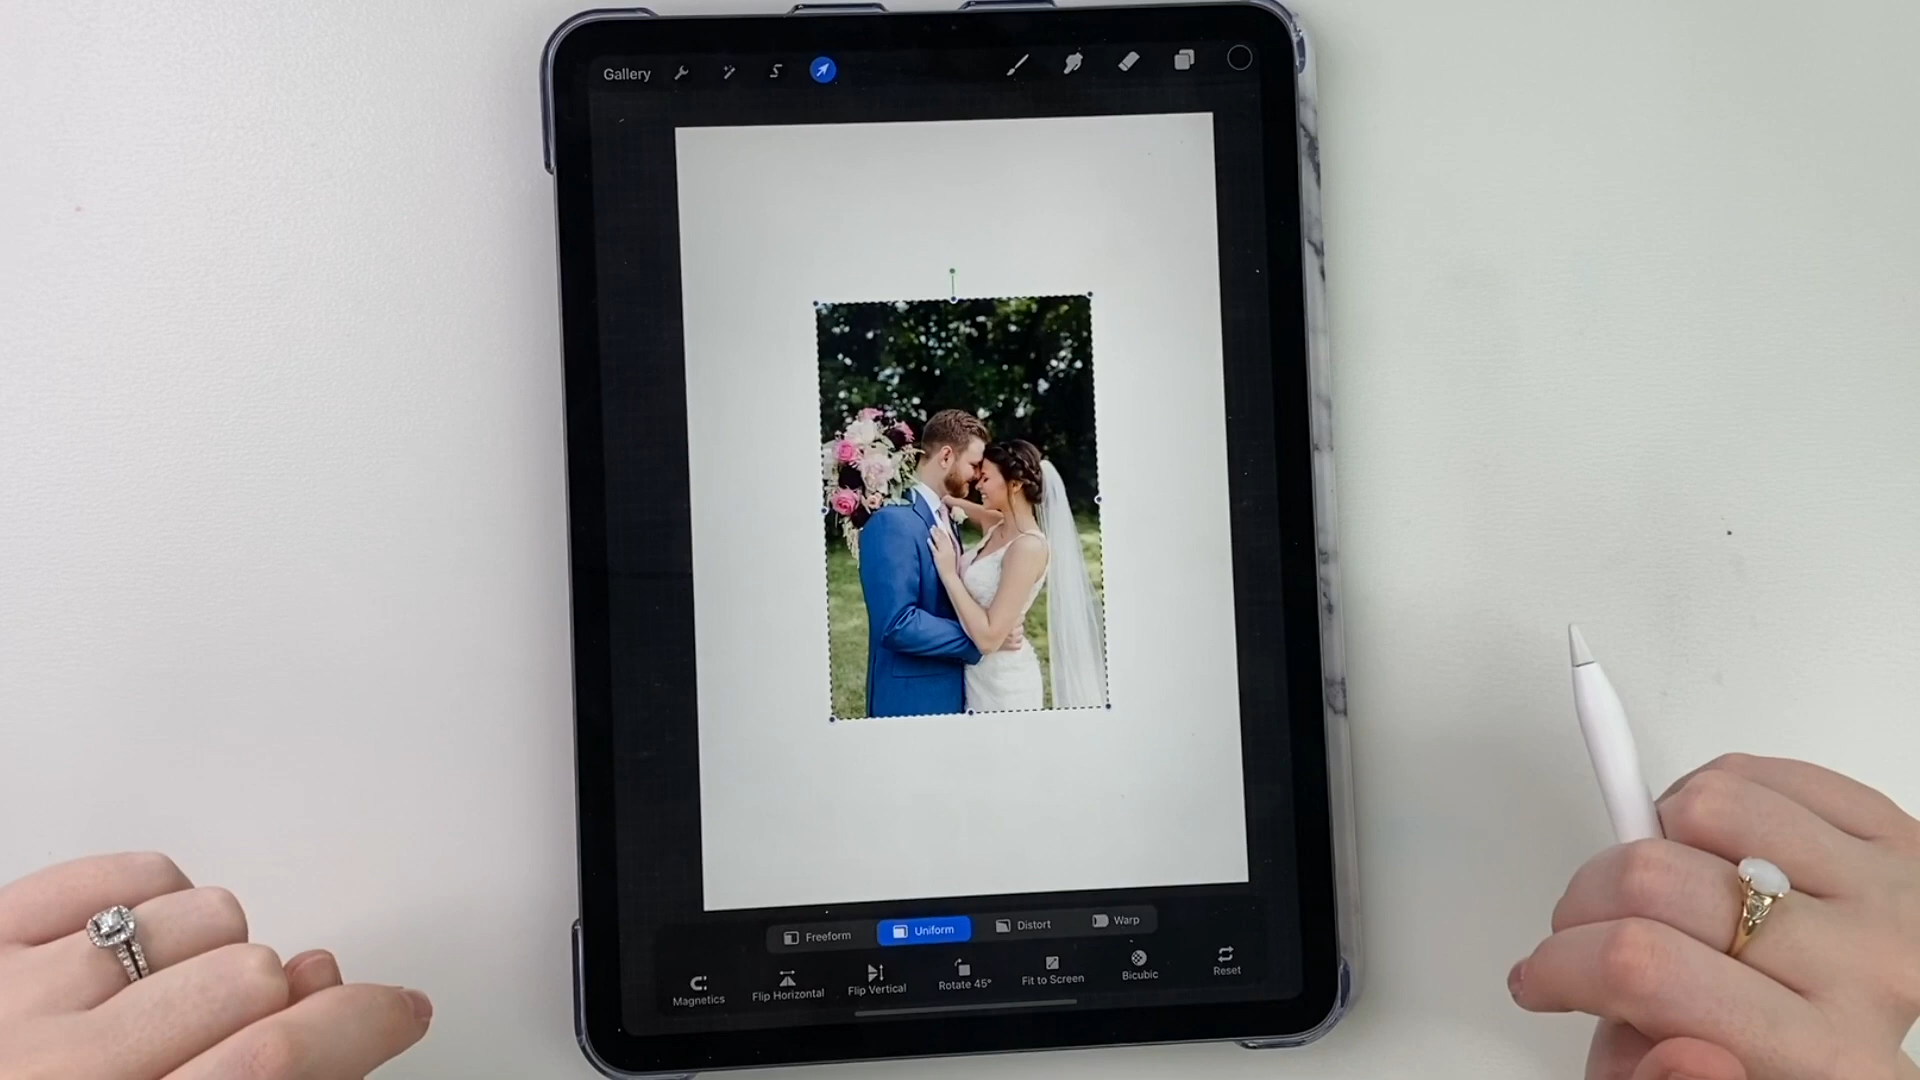 Gallery
Freeform Uniform Distort Warp
Magnetics Flip Horizontal Flip Vertical Rotate 45° Fit to Screen Bicubic Reset